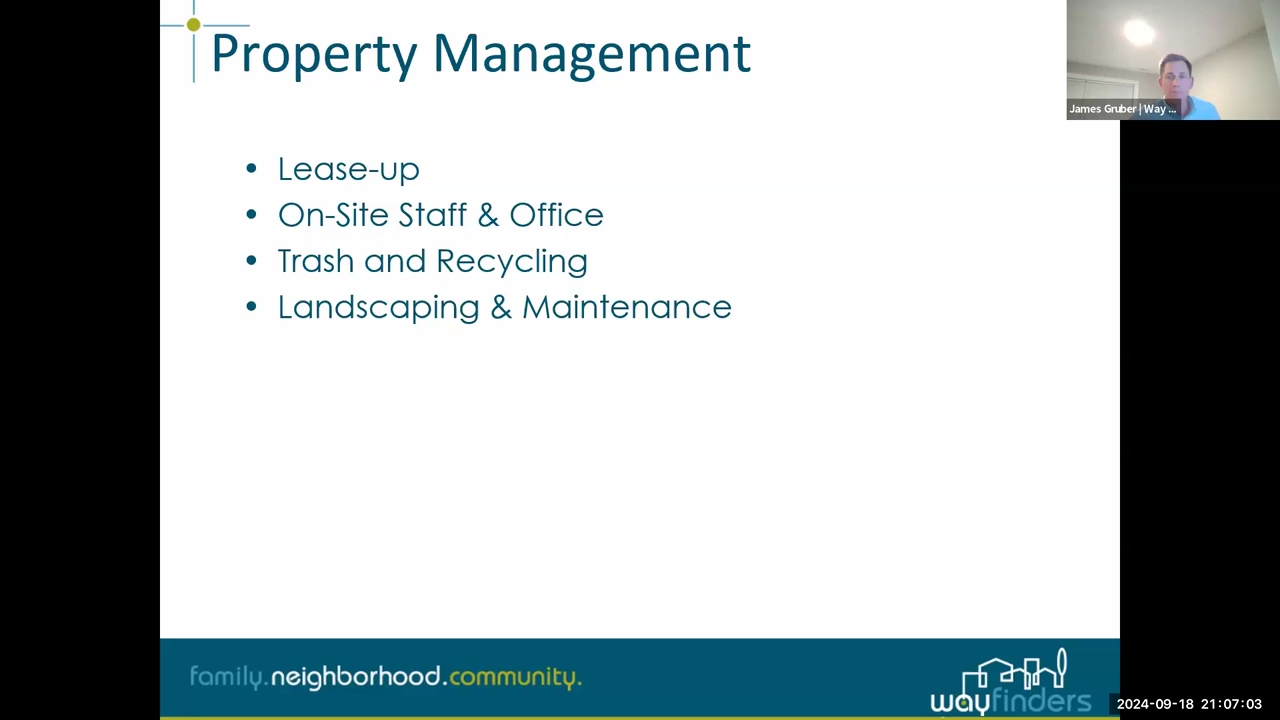 Property Management
James Gruber | Way ...
• Lease-up
• On-Site Staff & Office
• Trash and Recycling
• Landscaping & Maintenance
family.neighborhood.community.
wayfinders
2024-09-18 21:07:03